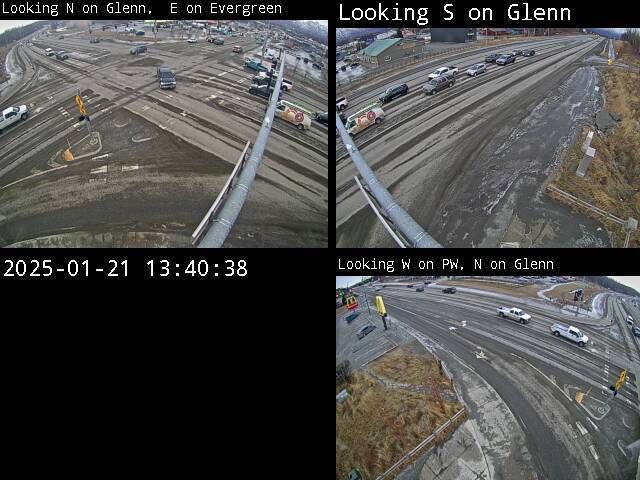 Looking N on Glenn,  E on Evergreen
Looking S on Glenn
2025-01-21 13:40:38
Looking W on PW, N on Glenn